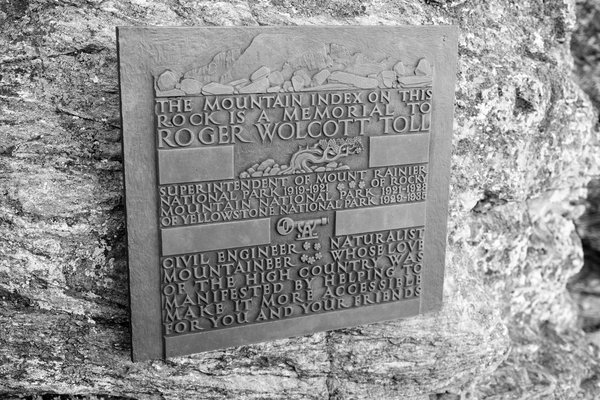 THE MOUNTAIN INDEX ON THIS
ROCK IS A MEMORIAL TO
ROGER WOLCOTT TOLL
SUPERINTENDENT OF MOUNT RAINIER
NATIONAL PARK 1919-1921 OF ROCKY
MOUNTAIN NATIONAL PARK 1921-1928
OF YELLOWSTONE NATIONAL PARK 1929-1936
CIVIL ENGINEER NATURALIST
MOUNTAINEER WHOSE LOVE
OF THE HIGH COUNTRY WAS
MANIFESTED BY HELPING TO
MAKE IT MORE ACCESSIBLE
FOR YOU AND YOUR FRIENDS